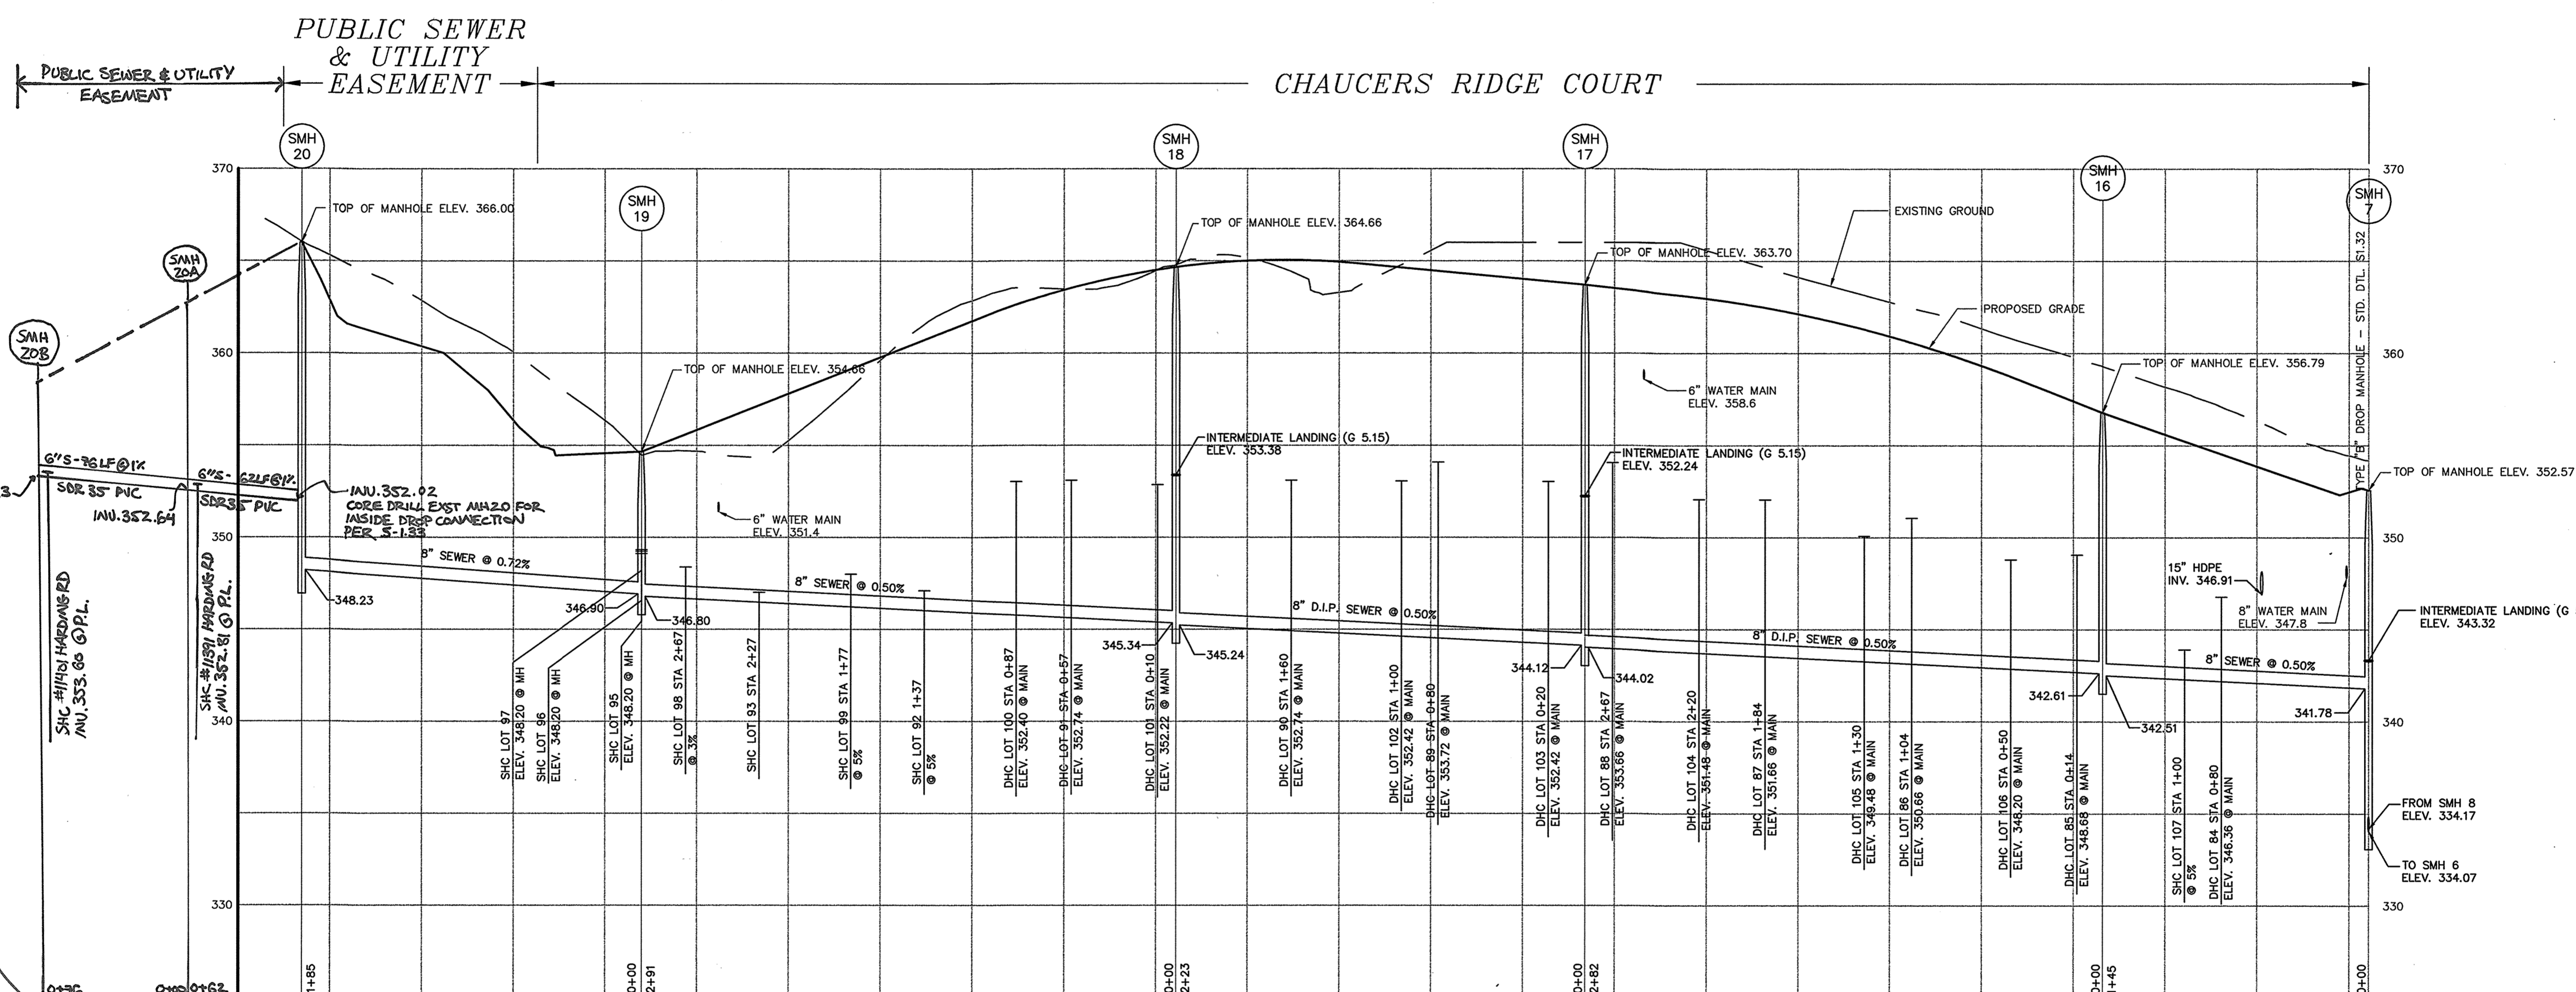 PUBLIC SEWER
& UTILITY
EASEMENT
PUBLIC SEWER & UTILITY
EASEMENT
CHAUCERS RIDGE COURT
SMH
20
SMH
18
SMH
17
SMH
16
SMH
7
SMH
19
SMH
20A
SMH
20B
370
370
TOP OF MANHOLE ELEV. 366.00
TOP OF MANHOLE ELEV. 364.66
EXISTING GROUND
TOP OF MANHOLE ELEV. 363.70
TYPE "B" DROP MANHOLE - STD. DTL. S1.32
PROPOSED GRADE
360
360
TOP OF MANHOLE ELEV. 354.66
TOP OF MANHOLE ELEV. 356.79
6" WATER MAIN
ELEV. 358.6
INTERMEDIATE LANDING (G 5.15)
ELEV. 353.38
INTERMEDIATE LANDING (G 5.15)
ELEV. 352.24
TOP OF MANHOLE ELEV. 352.57
6"S-76LF@1%
SDR 35 PVC
6"S- 62LF@1%
SDR35 PVC
3
INV.352.64
INV.352.02
CORE DRILL EXST MH20 FOR
INSIDE DROP CONNECTION
PER S-1.33
6" WATER MAIN
ELEV. 351.4
350
350
8" SEWER @ 0.72%
8" SEWER @ 0.50%
8" D.I.P. SEWER @ 0.50%
8" D.I.P. SEWER @ 0.50%
8" SEWER @ 0.50%
15" HDPE
INV. 346.91
8" WATER MAIN
ELEV. 347.8
INTERMEDIATE LANDING (G
ELEV. 343.32
348.23
346.90
346.80
345.34
345.24
344.12
344.02
342.61
342.51
341.78
340
340
SHC #11401 HARDING RD
INV. 353.60 @ P.L.
SHC #11391 HARDING RD
INV. 352.81 @ P.L.
SHC LOT 97
ELEV. 348.20 @ MH
SHC LOT 96
ELEV. 348.20 @ MH
SHC LOT 95
ELEV. 348.20 @ MH
SHC LOT 98 STA 2+67
@ 3%
SHC LOT 93 STA 2+27
SHC LOT 99 STA 1+77
@ 5%
SHC LOT 92 1+37
@ 5%
DHC LOT 100 STA 0+87
ELEV. 352.40 @ MAIN
DHC LOT 91 STA 0+57
ELEV. 352.74 @ MAIN
DHC LOT 101 STA 0+10
ELEV. 352.22 @ MAIN
DHC LOT 90 STA 1+60
ELEV. 352.74 @ MAIN
DHC LOT 102 STA 1+00
ELEV. 352.42 @ MAIN
DHC LOT 89 STA 0+80
ELEV. 353.72 @ MAIN
DHC LOT 103 STA 0+20
ELEV. 352.42 @ MAIN
DHC LOT 88 STA 2+67
ELEV. 353.66 @ MAIN
DHC LOT 104 STA 2+20
ELEV. 351.48 @ MAIN
DHC LOT 87 STA 1+84
ELEV. 351.66 @ MAIN
DHC LOT 105 STA 1+30
ELEV. 349.48 @ MAIN
DHC LOT 86 STA 1+04
ELEV. 350.66 @ MAIN
DHC LOT 106 STA 0+50
ELEV. 348.20 @ MAIN
DHC LOT 85 STA 0+14
ELEV. 348.68 @ MAIN
SHC LOT 107 STA 1+00
@ 5%
DHC LOT 84 STA 0+80
ELEV. 346.36 @ MAIN
FROM SMH 8
ELEV. 334.17
TO SMH 6
ELEV. 334.07
330
330
0+76
0+00
0+62
1+85
0+00
2+91
0+00
2+23
0+00
2+82
0+00
1+45
0+00